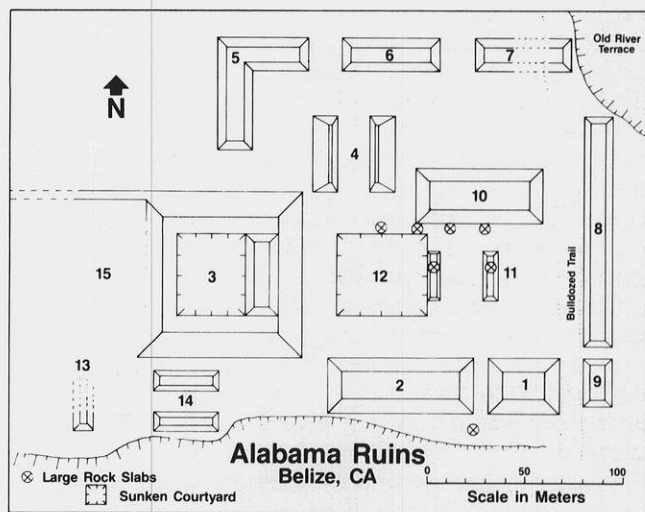 Old River
Terrace
5
6
7
N
4
10
8
15
3
12
11
Bulldozed Trail
13
14
2
1
9
Alabama Ruins
Belize, CA
Large Rock Slabs
Sunken Courtyard
0 50 100
Scale in Meters